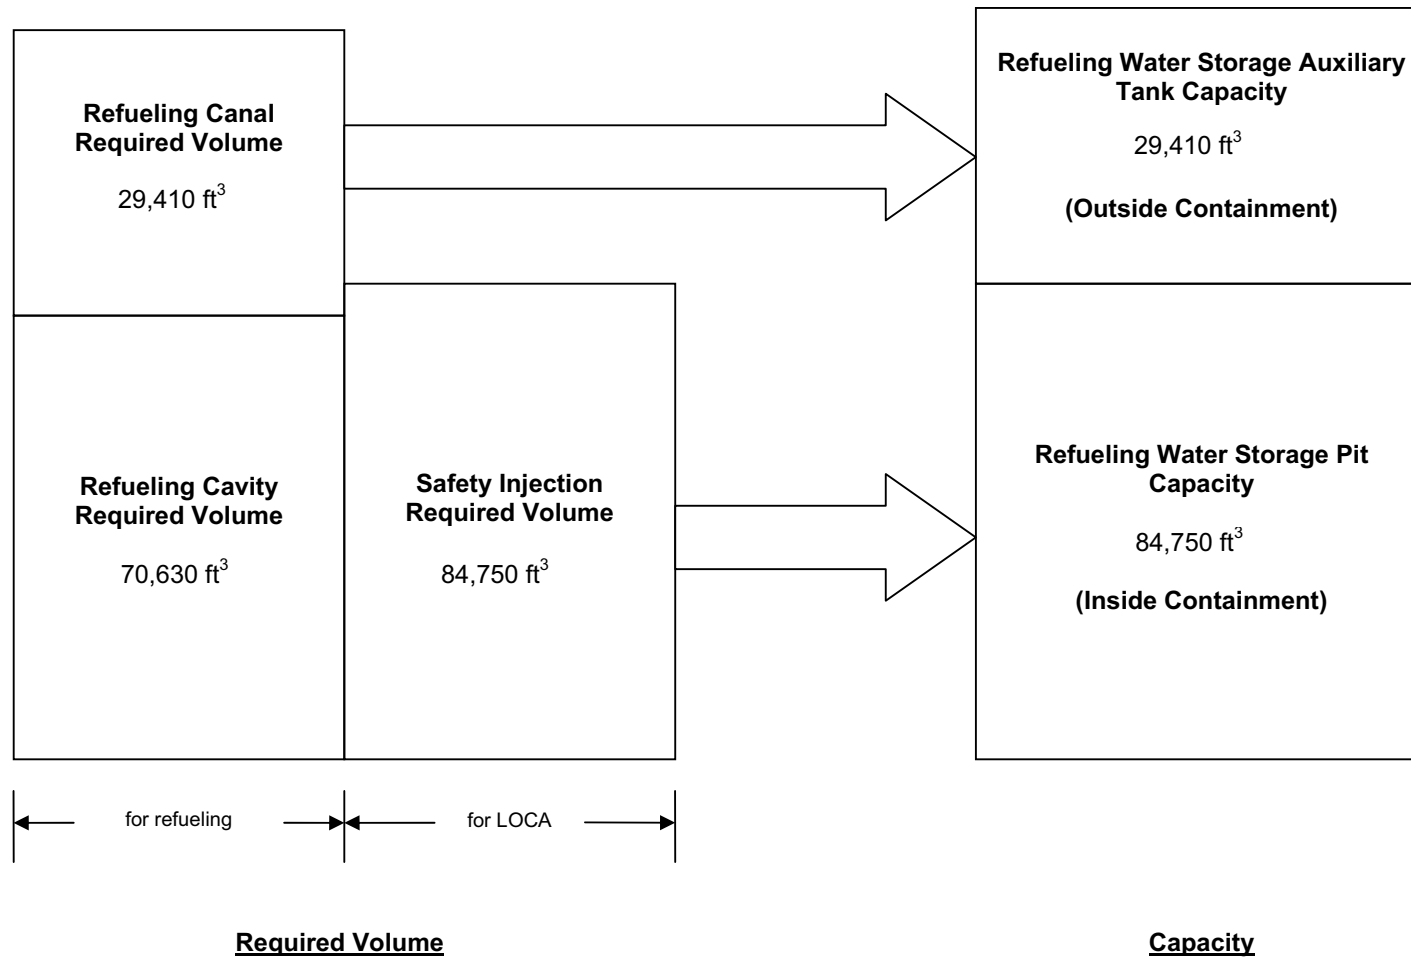 Refueling Canal
Required Volume
29,410 ft³
Refueling Cavity
Required Volume
70,630 ft³
Safety Injection
Required Volume
84,750 ft³
Refueling Water Storage Auxiliary
Tank Capacity
29,410 ft³
(Outside Containment)
Refueling Water Storage Pit
Capacity
84,750 ft³
(Inside Containment)
for refueling
for LOCA
Required Volume
Capacity